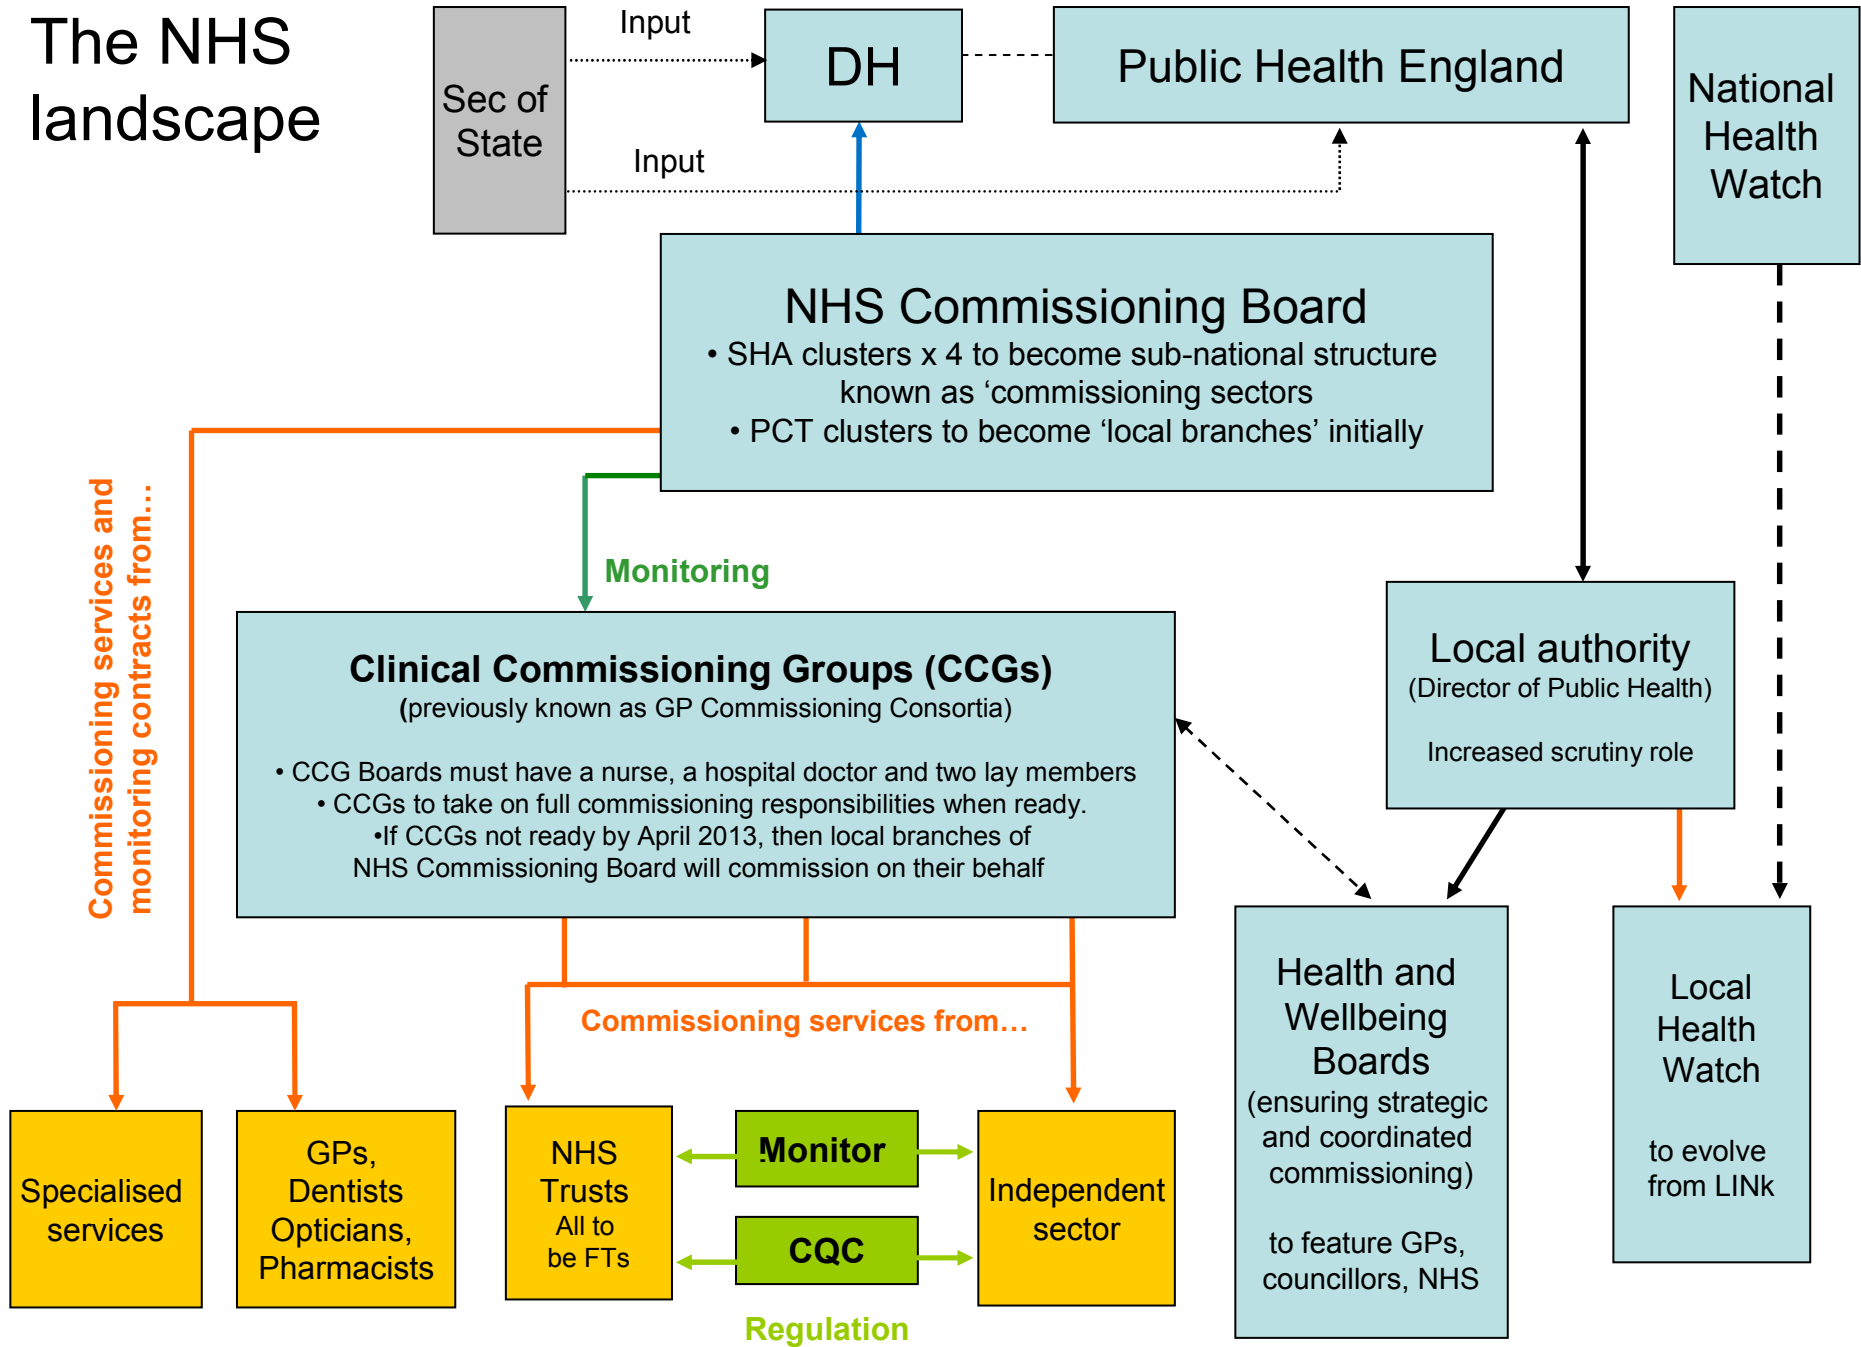 The NHS
landscape
Sec of
State
Input
Input
DH
Public Health England
National
Health
Watch
NHS Commissioning Board
• SHA clusters x 4 to become sub-national structure
known as ‘commissioning sectors
• PCT clusters to become ‘local branches’ initially
Commissioning services and
monitoring contracts from…
Monitoring
Clinical Commissioning Groups (CCGs)
(previously known as GP Commissioning Consortia)
• CCG Boards must have a nurse, a hospital doctor and two lay members
• CCGs to take on full commissioning responsibilities when ready.
•If CCGs not ready by April 2013, then local branches of
NHS Commissioning Board will commission on their behalf
Local authority
(Director of Public Health)
Increased scrutiny role
Commissioning services from…
Specialised
services
GPs,
Dentists
Opticians,
Pharmacists
NHS
Trusts
All to
be FTs
Monitor
CQC
Regulation
Independent
sector
Health and
Wellbeing
Boards
(ensuring strategic
and coordinated
commissioning)
to feature GPs,
councillors, NHS
Local
Health
Watch
to evolve
from LINk